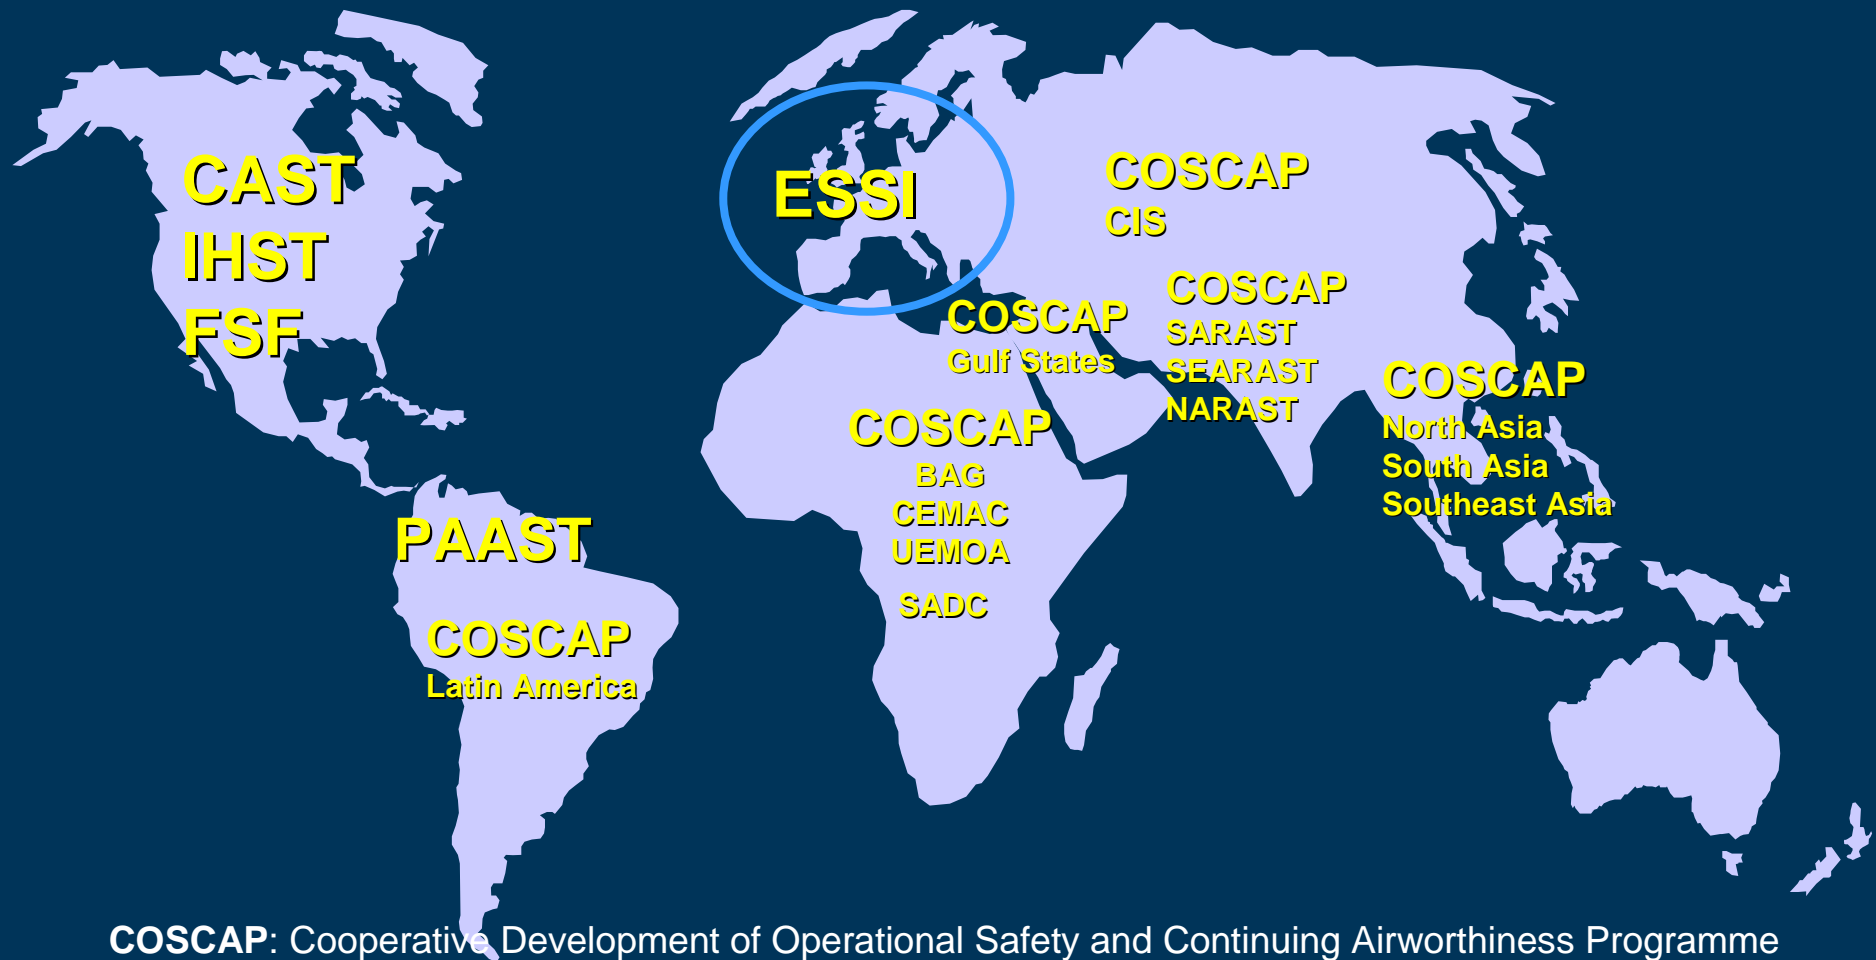 CAST
IHST
FSF
ESSI
COSCAP
CIS
COSCAP
SARAST
SEARAST
NARAST
COSCAP
Gulf States
COSCAP
North Asia
South Asia
Southeast Asia
COSCAP
BAG
CEMAC
UEMOA
SADC
PAAST
COSCAP
Latin America
COSCAP: Cooperative Development of Operational Safety and Continuing Airworthiness Programme